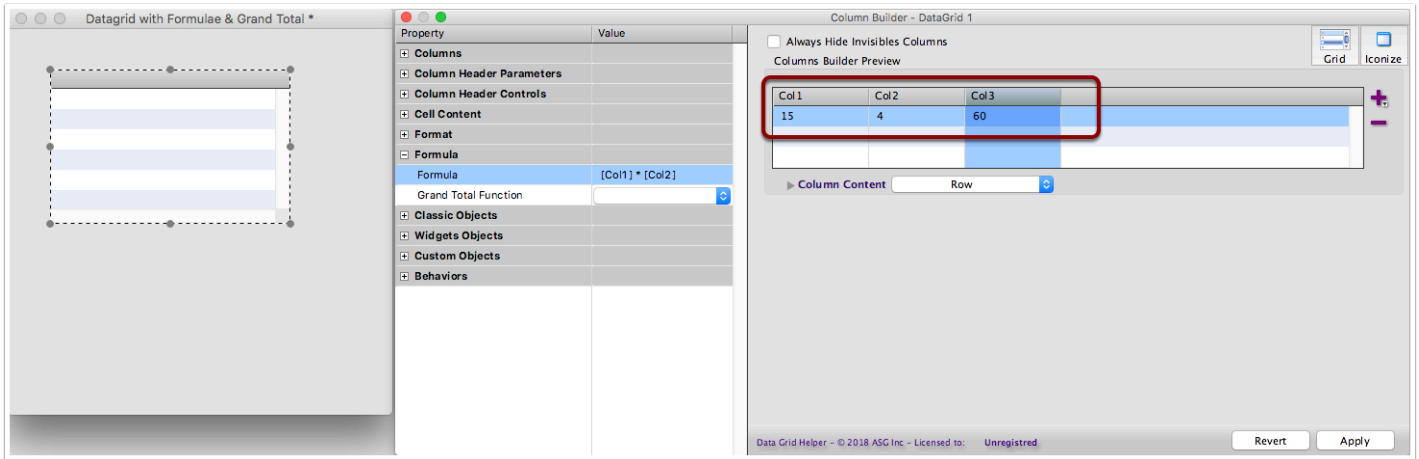 Datagrid with Formulae & Grand Total *
Column Builder - DataGrid 1
Property Value
Columns
Column Header Parameters
Column Header Controls
Cell Content
Format
Formula
Formula [Col1] * [Col2]
Grand Total Function
Classic Objects
Widgets Objects
Custom Objects
Behaviors
Always Hide Invisibles Columns
Columns Builder Preview
Grid Iconize
Col1 Col2 Col3
15 4 60
Column Content Row
Data Grid Helper - © 2018 ASG Inc - Licensed to: Unregistred
Revert Apply